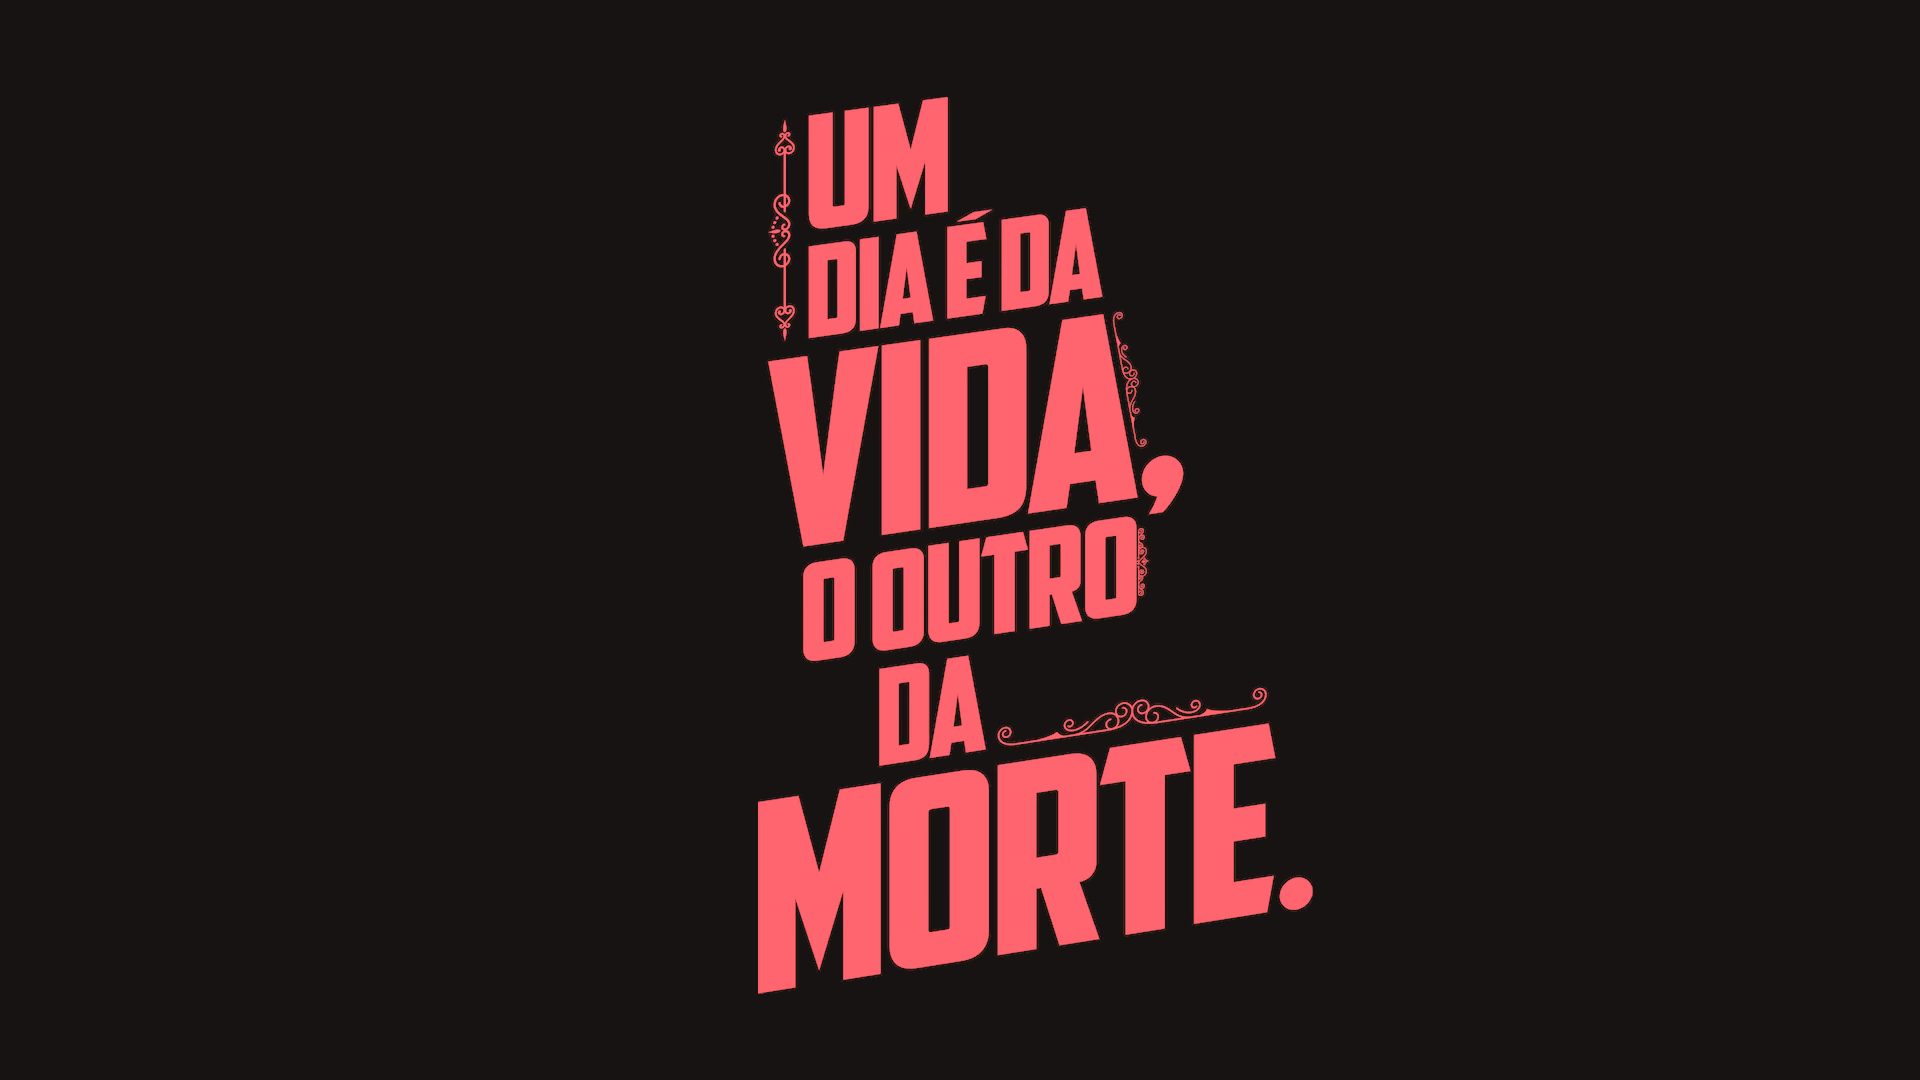 UM
DIA É DA
VIDA,
O OUTRO
DA
MORTE.